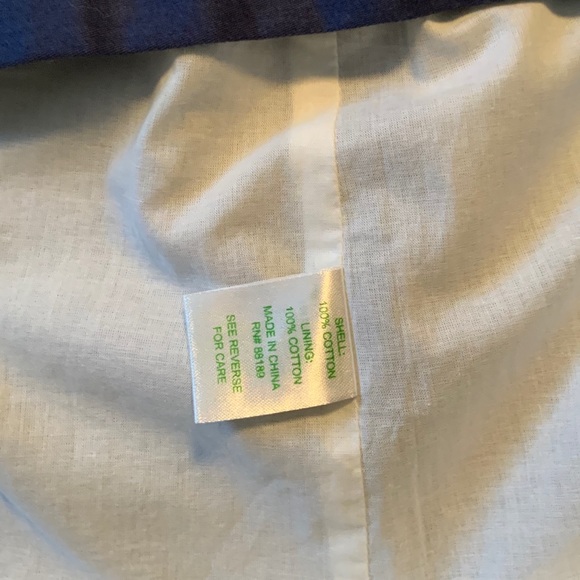 SHELL:
100% COTTON
LINING:
100% COTTON
MADE IN CHINA
RN# 88189
SEE REVERSE
FOR CARE